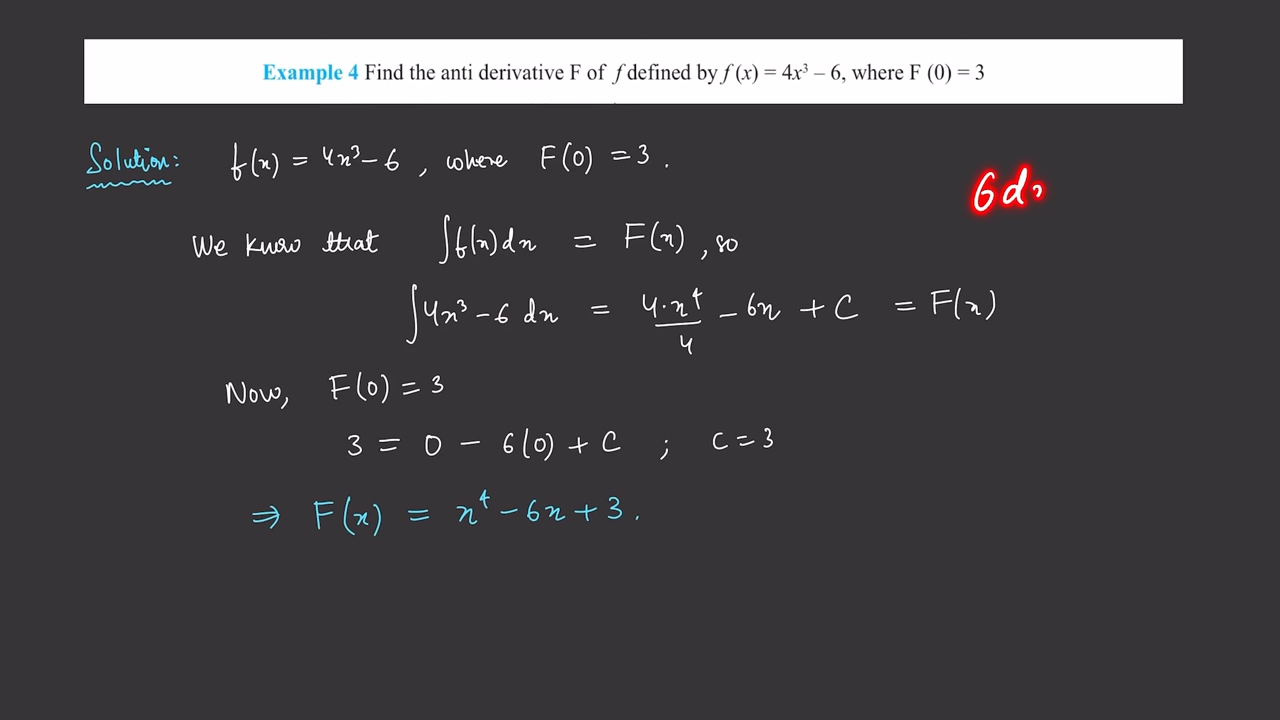 Example 4 Find the anti derivative F of f defined by f (x) = 4x³ – 6, where F (0) = 3
Solution: f(x) = 4x³ – 6 , where F(0) = 3 .
6d
We know that ∫f(x)dx = F(x) , so
∫4x³ – 6 dx = 4·x⁴/4 – 6x + C = F(x)
Now, F(0) = 3
3 = 0 – 6(0) + C ; C = 3
⇒ F(x) = x⁴ – 6x + 3 .